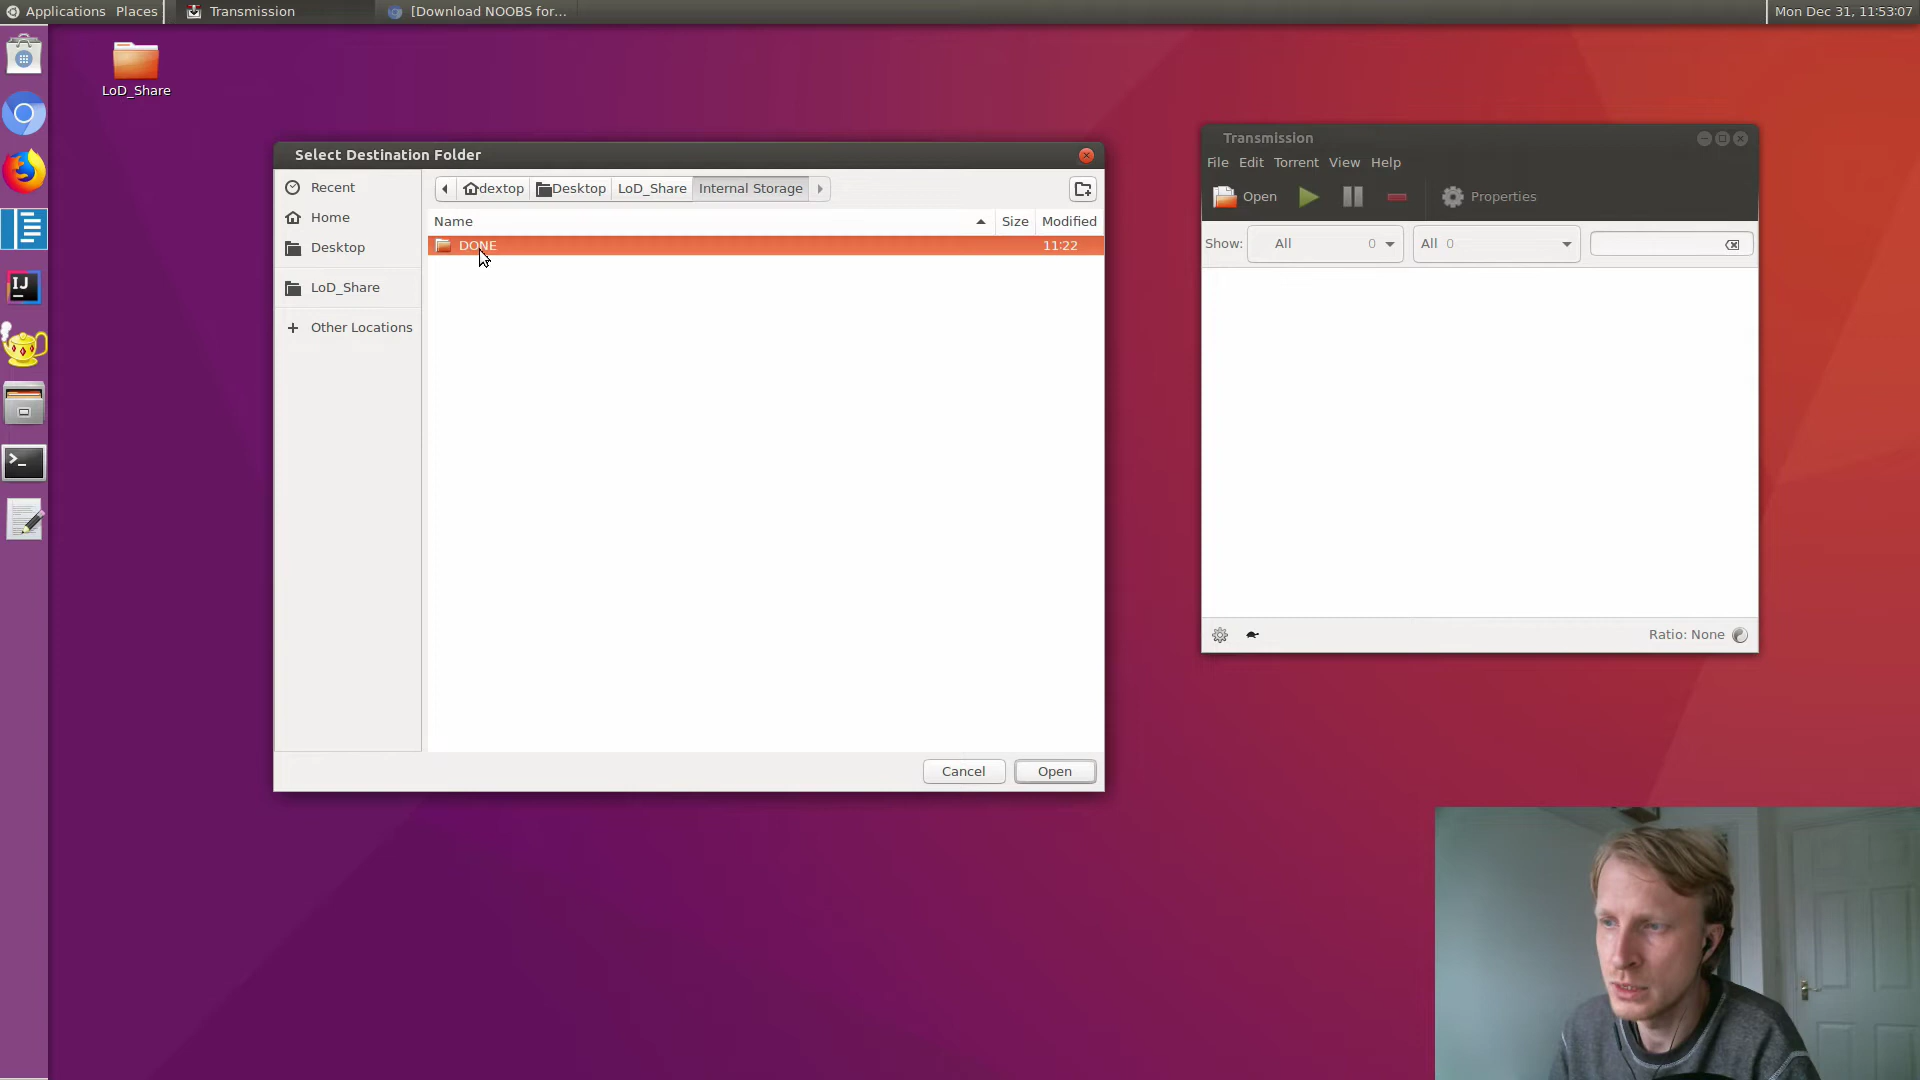 Applications Places Transmission [Download NOOBS for... Mon Dec 31, 11:53:07
LoD_Share
Select Destination Folder
Recent
Home
Desktop
LoD_Share
Other Locations
dextop Desktop LoD_Share Internal Storage
Name Size Modified
DONE 11:22
Cancel Open
Transmission
File Edit Torrent View Help
Open Properties
Show: All 0 All 0
Ratio: None
IJ
>_